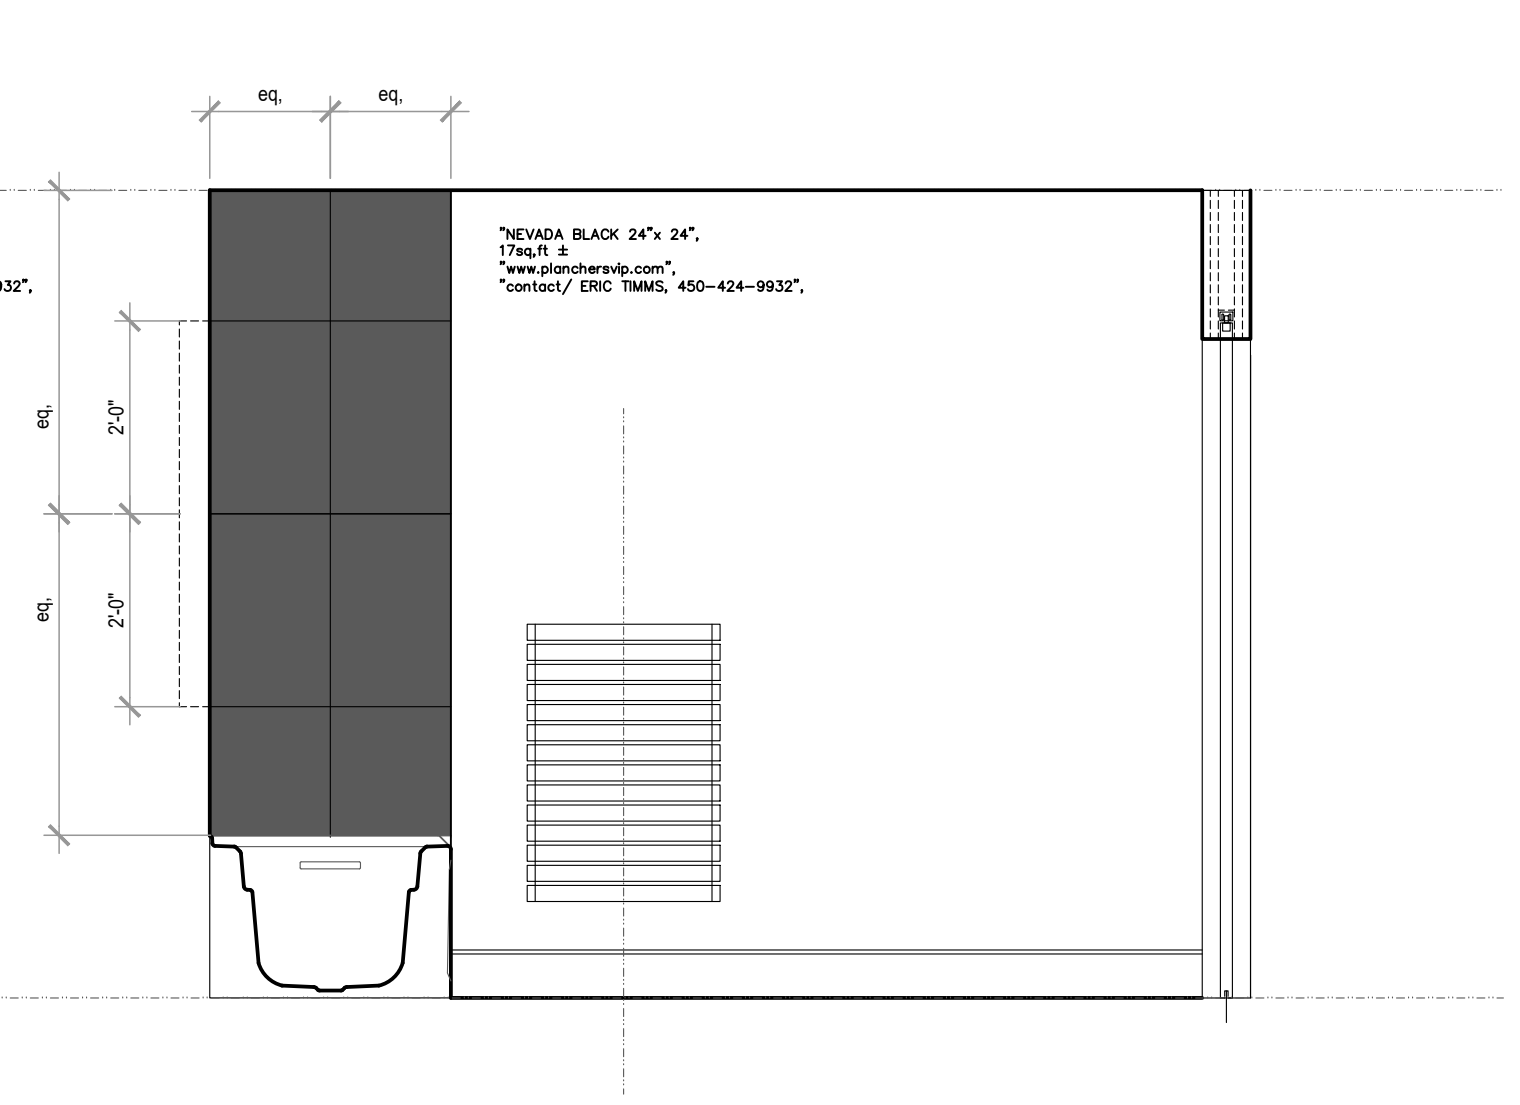 eq,
eq,
"NEVADA BLACK 24"x 24",
17sq,ft ±
"www.planchersvip.com",
"contact/ ERIC TIMMS, 450-424-9932",
932",
eq,
2'-0"
eq,
2'-0"